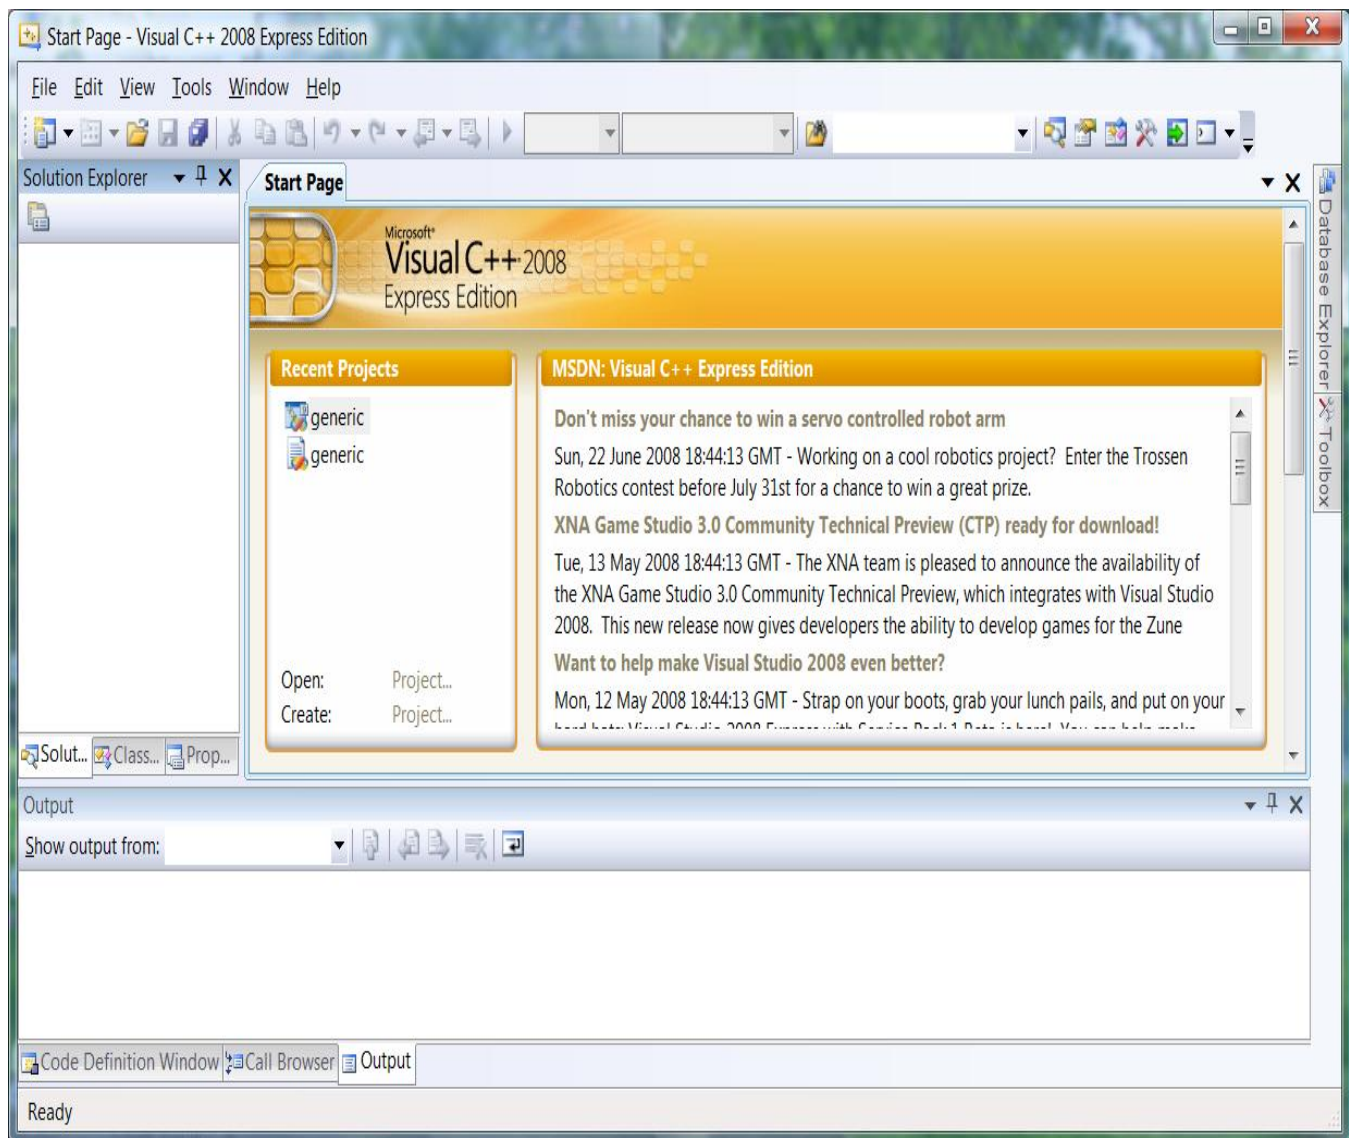 Start Page - Visual C++ 2008 Express Edition
File Edit View Tools Window Help
Solution Explorer
Start Page
Microsoft®
Visual C++ 2008
Express Edition
Recent Projects
generic
generic
Open: Project...
Create: Project...
MSDN: Visual C++ Express Edition
Don't miss your chance to win a servo controlled robot arm
Sun, 22 June 2008 18:44:13 GMT - Working on a cool robotics project? Enter the Trossen
Robotics contest before July 31st for a chance to win a great prize.
XNA Game Studio 3.0 Community Technical Preview (CTP) ready for download!
Tue, 13 May 2008 18:44:13 GMT - The XNA team is pleased to announce the availability of
the XNA Game Studio 3.0 Community Technical Preview, which integrates with Visual Studio
2008. This new release now gives developers the ability to develop games for the Zune
Want to help make Visual Studio 2008 even better?
Mon, 12 May 2008 18:44:13 GMT - Strap on your boots, grab your lunch pails, and put on your
Database Explorer
Toolbox
Solut... Class... Prop...
Output
Show output from:
Code Definition Window Call Browser Output
Ready